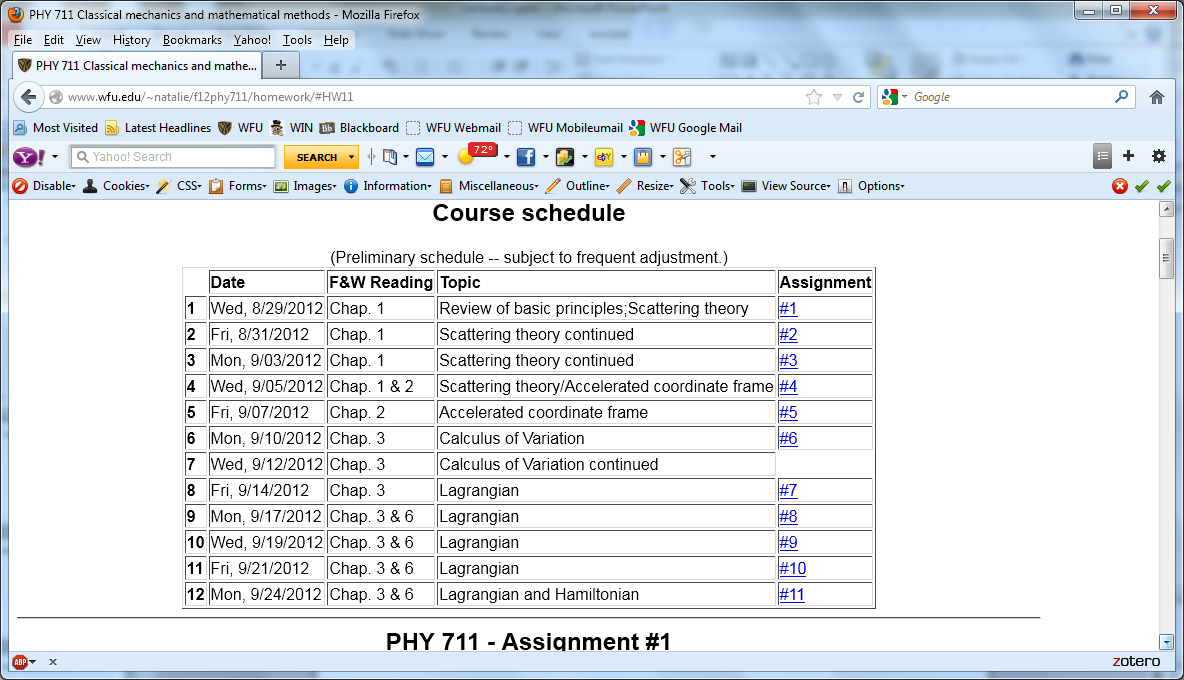 PHY 711 Classical mechanics and mathematical methods - Mozilla Firefox
File Edit View History Bookmarks Yahoo! Tools Help
PHY 711 Classical mechanics and mathe... +
www.wfu.edu/~natalie/f12phy711/homework/#HW11 Google
Most Visited Latest Headlines WFU WIN Bb Blackboard WFU Webmail WFU Mobileumail WFU Google Mail
Y! Yahoo! Search SEARCH 72° f eBY
Disable Cookies CSS Forms Images Information Miscellaneous Outline Resize Tools View Source Options
Course schedule
(Preliminary schedule -- subject to frequent adjustment.)
Date F&W Reading Topic Assignment
1 Wed, 8/29/2012 Chap. 1 Review of basic principles;Scattering theory #1
2 Fri, 8/31/2012 Chap. 1 Scattering theory continued #2
3 Mon, 9/03/2012 Chap. 1 Scattering theory continued #3
4 Wed, 9/05/2012 Chap. 1 & 2 Scattering theory/Accelerated coordinate frame #4
5 Fri, 9/07/2012 Chap. 2 Accelerated coordinate frame #5
6 Mon, 9/10/2012 Chap. 3 Calculus of Variation #6
7 Wed, 9/12/2012 Chap. 3 Calculus of Variation continued
8 Fri, 9/14/2012 Chap. 3 Lagrangian #7
9 Mon, 9/17/2012 Chap. 3 & 6 Lagrangian #8
10 Wed, 9/19/2012 Chap. 3 & 6 Lagrangian #9
11 Fri, 9/21/2012 Chap. 3 & 6 Lagrangian #10
12 Mon, 9/24/2012 Chap. 3 & 6 Lagrangian and Hamiltonian #11
PHY 711 - Assignment #1
ABP zotero